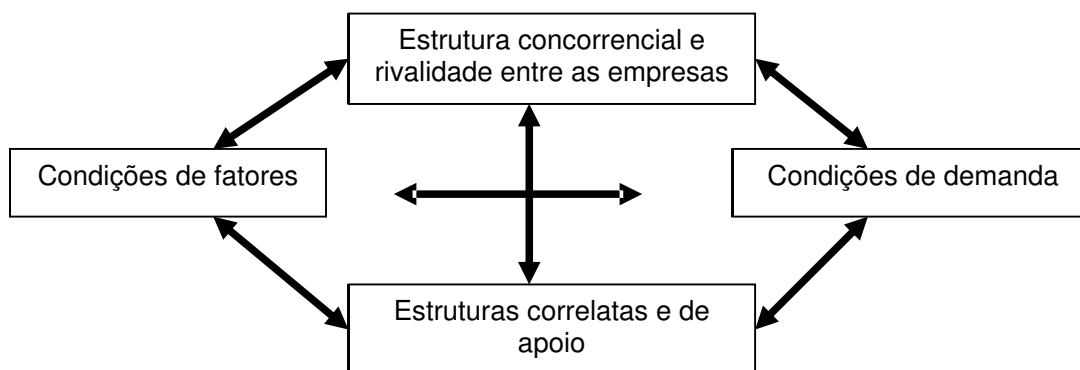 Estrutura concorrencial e
rivalidade entre as empresas
Condições de fatores
Condições de demanda
Estruturas correlatas e de
apoio